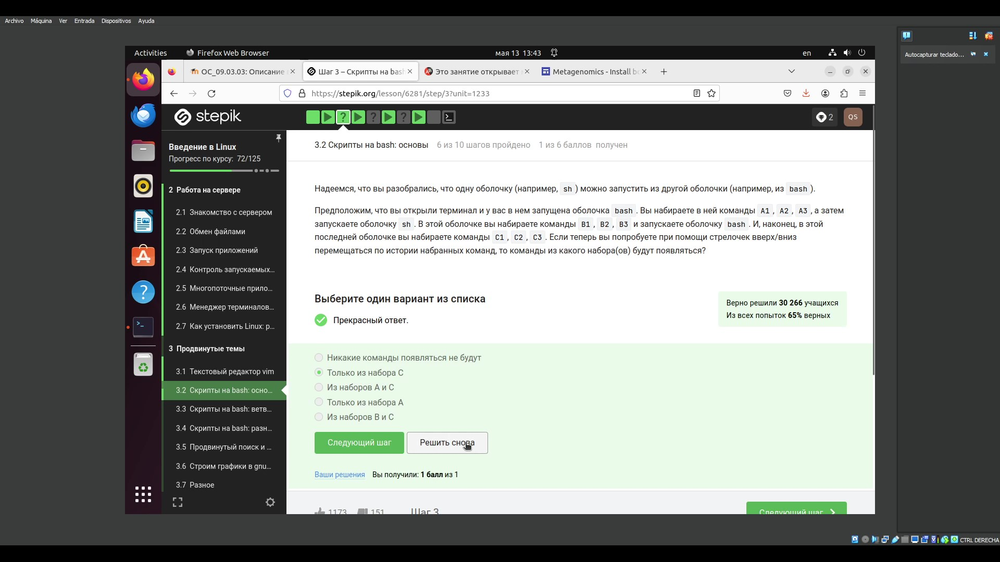 Archivo Máquina Ver Entrada Dispositivos Ayuda
Autocapturar teclado...
Activities Firefox Web Browser мая 13 13:43 en
ОС_09.03.03: Описание Шаг 3 – Скрипты на bash Это занятие открывает Metagenomics - Install bo
https://stepik.org/lesson/6281/step/3?unit=1233
stepik 2 QS
Введение в Linux
Прогресс по курсу: 72/125
2 Работа на сервере
2.1 Знакомство с сервером
2.2 Обмен файлами
2.3 Запуск приложений
2.4 Контроль запускаемых...
2.5 Многопоточные прило...
2.6 Менеджер терминалов...
2.7 Как установить Linux: р...
3 Продвинутые темы
3.1 Текстовый редактор vim
3.2 Скрипты на bash: осно...
3.3 Скрипты на bash: ветв...
3.4 Скрипты на bash: разн...
3.5 Продвинутый поиск и ...
3.6 Строим графики в gnu...
3.7 Разное
3.2 Скрипты на bash: основы 6 из 10 шагов пройдено 1 из 6 баллов получен
Надеемся, что вы разобрались, что одну оболочку (например, sh ) можно запустить из другой оболочки (например, из bash ).
Предположим, что вы открыли терминал и у вас в нем запущена оболочка bash . Вы набираете в ней команды A1 , A2 , A3 , а затем
запускаете оболочку sh . В этой оболочке вы набираете команды B1 , B2 , B3 и запускаете оболочку bash . И, наконец, в этой
последней оболочке вы набираете команды C1 , C2 , C3 . Если теперь вы попробуете при помощи стрелочек вверх/вниз
перемещаться по истории набранных команд, то команды из какого набора(ов) будут появляться?
Выберите один вариант из списка
Прекрасный ответ.
Верно решили 30 266 учащихся
Из всех попыток 65% верных
Никакие команды появляться не будут
Только из набора C
Из наборов A и C
Только из набора A
Из наборов B и C
Следующий шаг Решить снова
Ваши решения Вы получили: 1 балл из 1
1173 151 Шаг 3 Следующий шаг
CTRL DERECHA